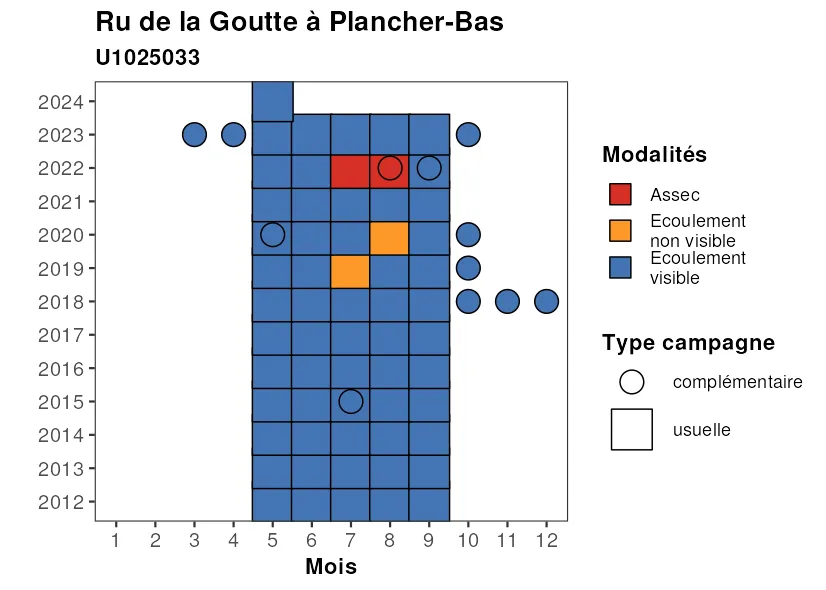 Ru de la Goutte à Plancher-Bas
U1025033
2024
2023
2022
2021
2020
2019
2018
2017
2016
2015
2014
2013
2012
1 2 3 4 5 6 7 8 9 10 11 12
Mois
Modalités
Assec
Ecoulement
non visible
Ecoulement
visible
Type campagne
complémentaire
usuelle